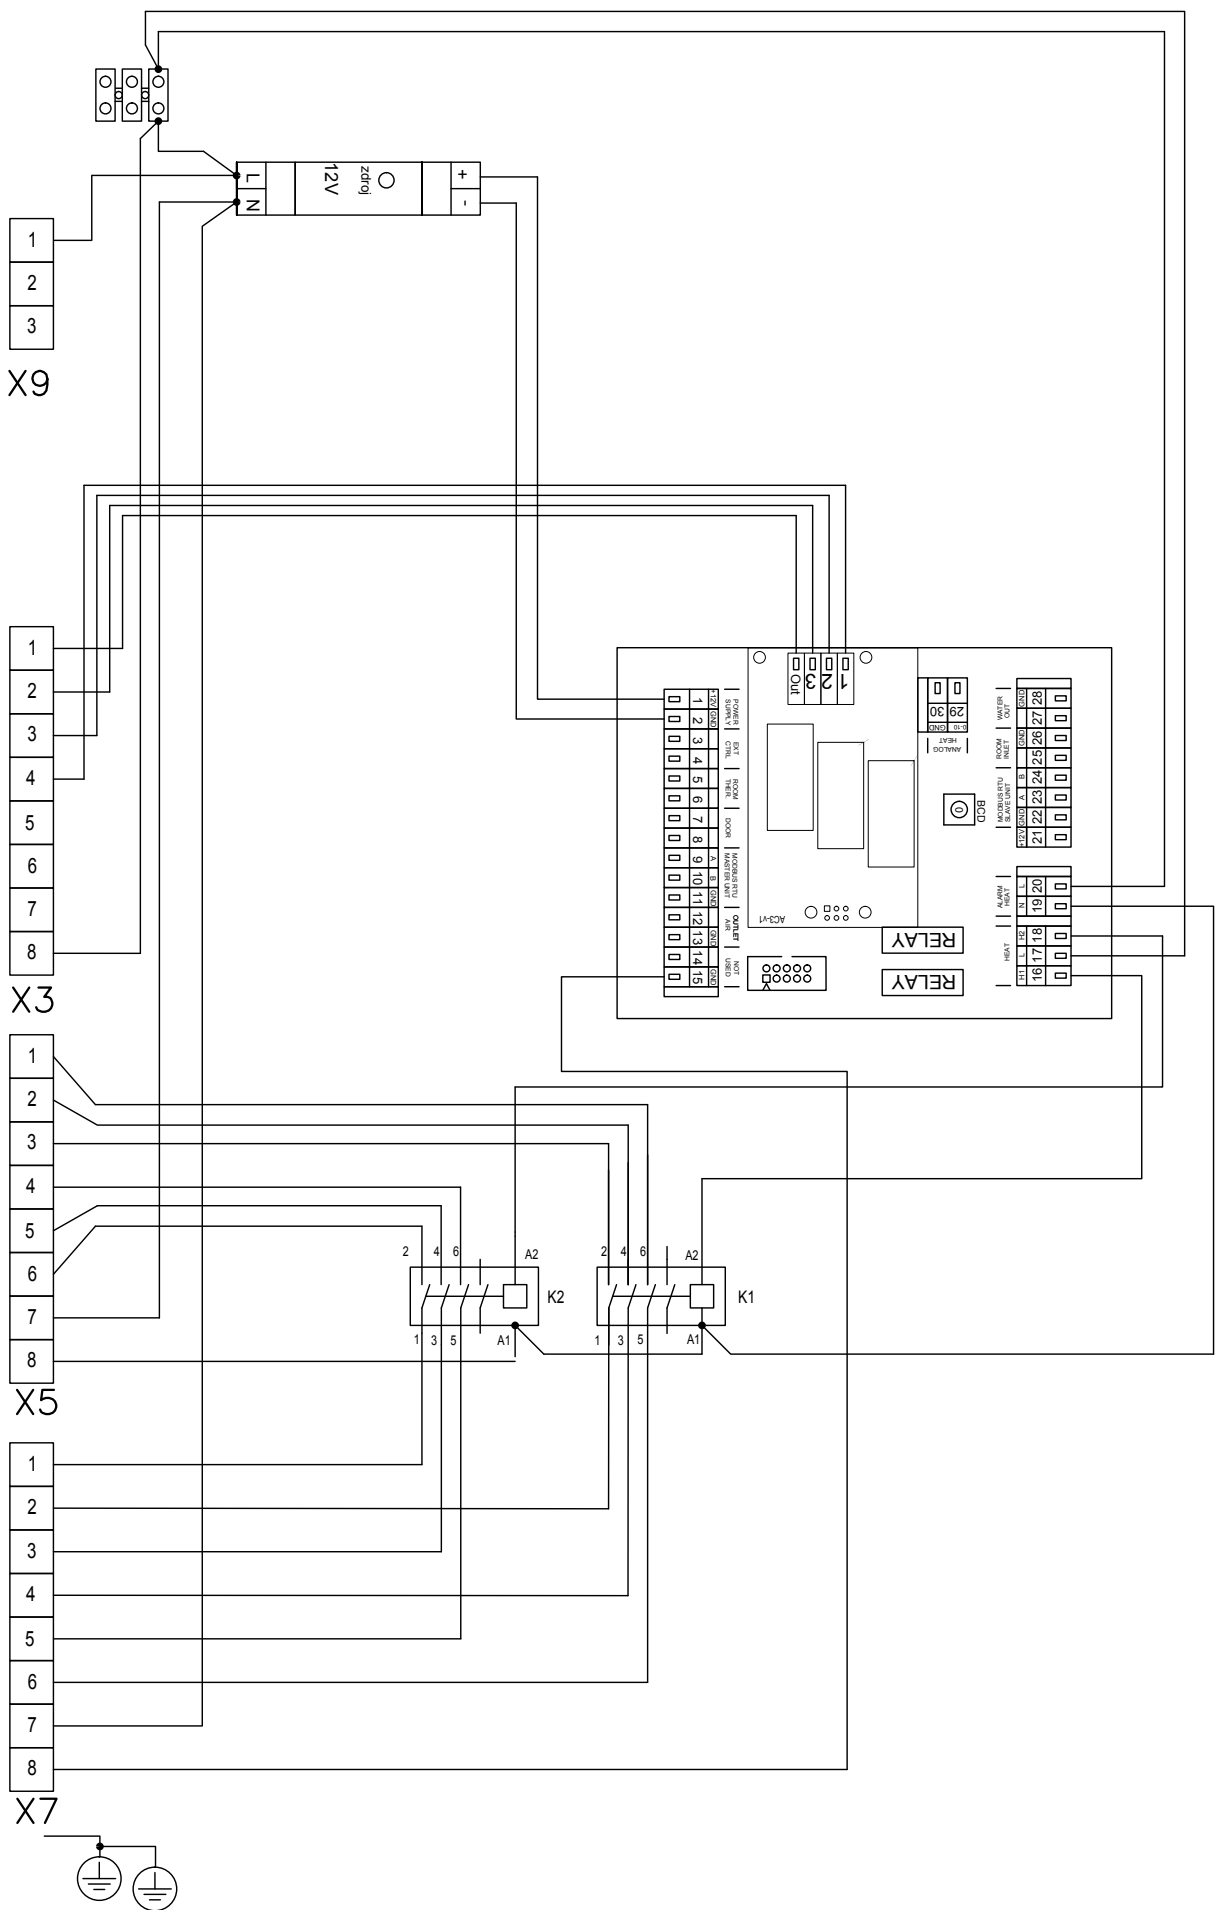 L
N
12V
zdroj
+
-
1
2
3
X9
1
2
3
4
5
6
7
8
X3
Out
3
2
1
1 +12V
2 GND
3
4
5
6
7
8
9 A
10 B
11 GND
12
13 GND
14
15 GND
POWER
SUPPLY
EXT
CTRL
ROOM
THER.
DOOR
MODBUS RTU
MASTER UNIT
OUTLET
AIR
NOT
USED
30 29
GND 0-10
ANALOG
HEAT
BCD
0
AC3-v1
RELAY
RELAY
GND 28
27
GND 26
25
B 24
A 23
GND 22
+12V 21
WATER
OUT
ROOM
INLET
MODBUS RTU
SLAVE UNIT
L 20
N 19
H2 18
L 17
H1 16
ALARM
HEAT
HEAT
1
2
3
4
5
6
7
8
X5
2 4 6 A2
K2
1 3 5 A1
2 4 6 A2
K1
1 3 5 A1
1
2
3
4
5
6
7
8
X7